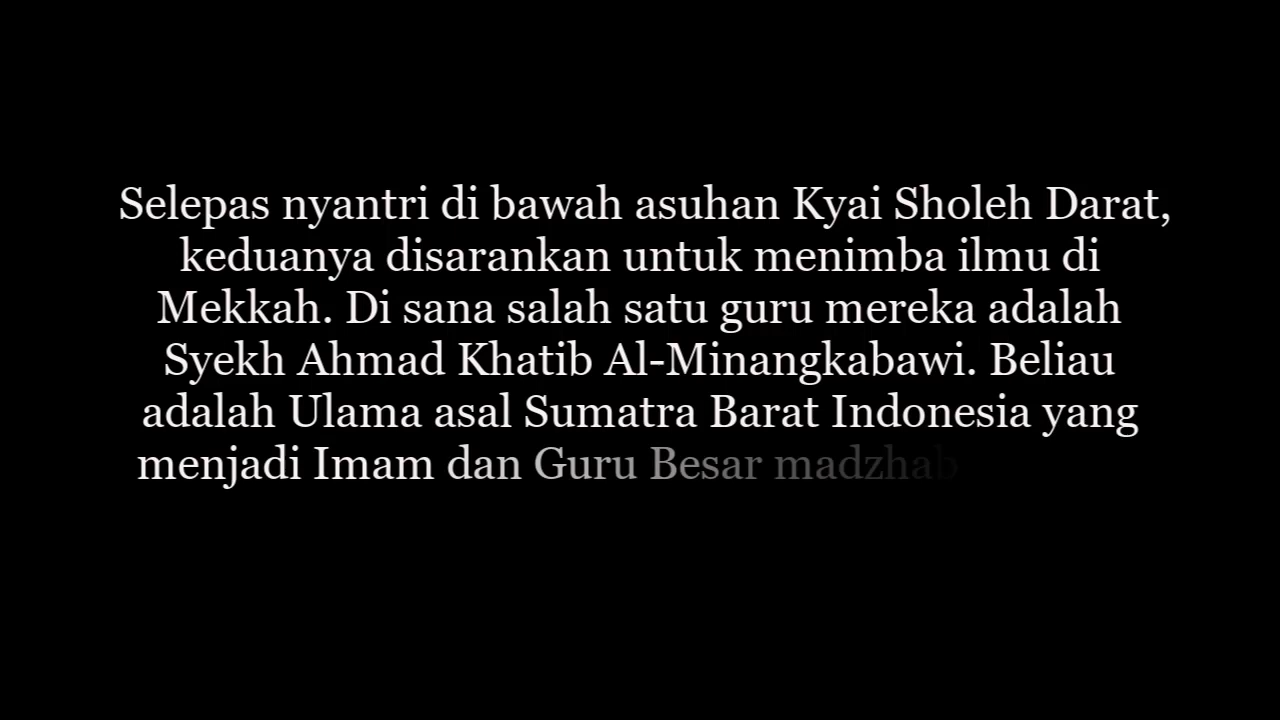 Selepas nyantri di bawah asuhan Kyai Sholeh Darat,
keduanya disarankan untuk menimba ilmu di
Mekkah. Di sana salah satu guru mereka adalah
Syekh Ahmad Khatib Al-Minangkabawi. Beliau
adalah Ulama asal Sumatra Barat Indonesia yang
menjadi Imam dan Guru Besar madzhab